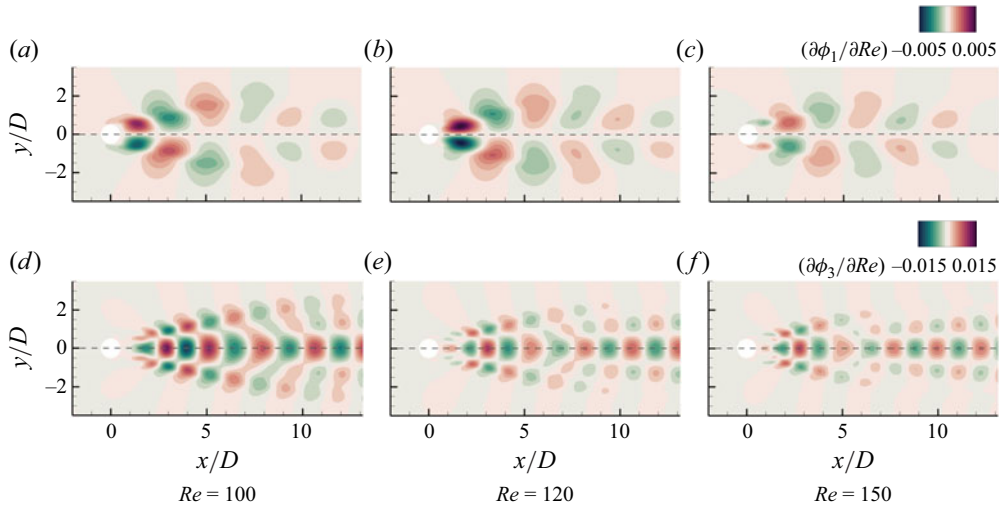 (a) (b) (c) (∂ϕ₁/∂Re) −0.005 0.005
y/D
2
0
−2
(d) (e) (f) (∂ϕ₃/∂Re) −0.015 0.015
y/D
2
0
−2
0 5 10 0 5 10 0 5 10
x/D x/D x/D
Re = 100 Re = 120 Re = 150